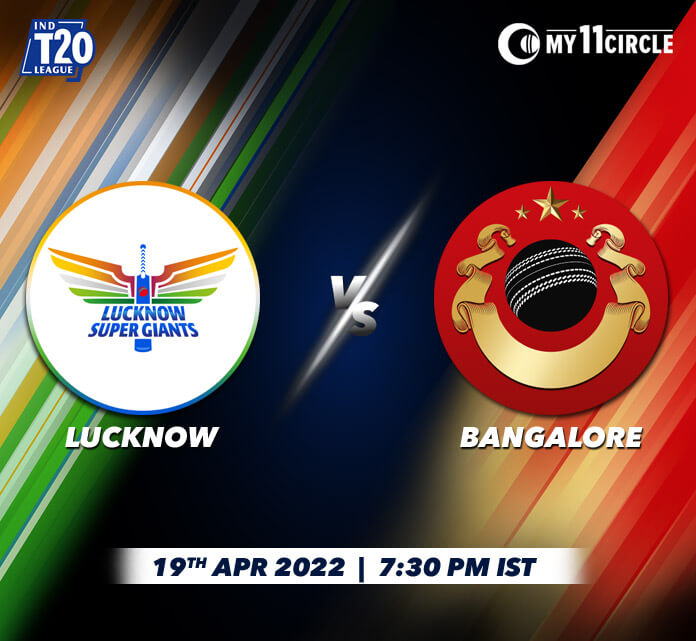 IND
T20
LEAGUE
MY11CIRCLE
LUCKNOW
SUPER GIANTS
VS
LUCKNOW
BANGALORE
19TH APR 2022 | 7:30 PM IST